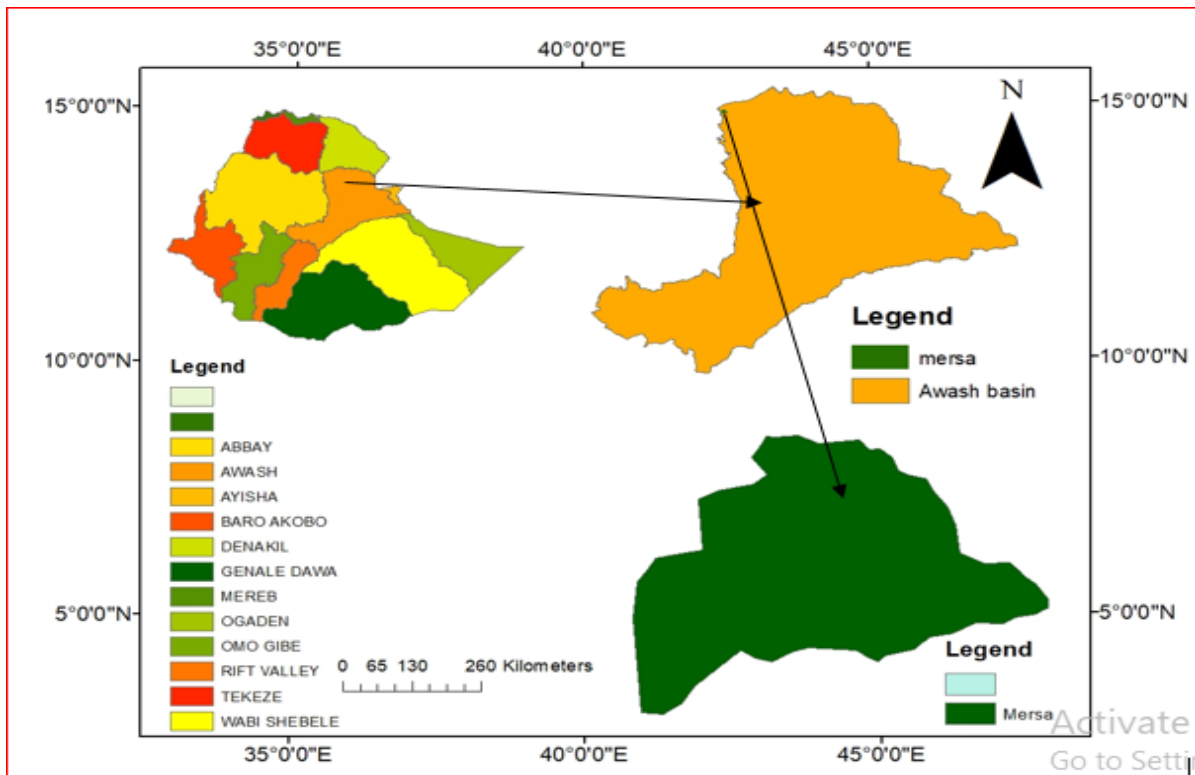 35°0'0"E 40°0'0"E 45°0'0"E
15°0'0"N
15°0'0"N
N
Legend
mersa
Awash basin
10°0'0"N
10°0'0"N
Legend
ABBAY
AWASH
AYISHA
BARO AKOBO
DENAKIL
GENALE DAWA
MEREB
OGADEN
OMO GIBE
RIFT VALLEY
TEKEZE
WABI SHEBELE
5°0'0"N
5°0'0"N
0 65 130 260 Kilometers
Legend
Mersa
35°0'0"E 40°0'0"E 45°0'0"E
Activate
Go to Setti